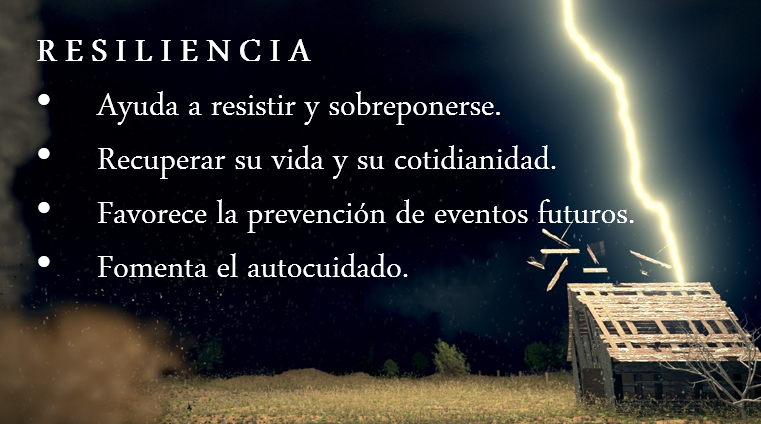 RESILIENCIA
• Ayuda a resistir y sobreponerse.
• Recuperar su vida y su cotidianidad.
• Favorece la prevención de eventos futuros.
• Fomenta el autocuidado.